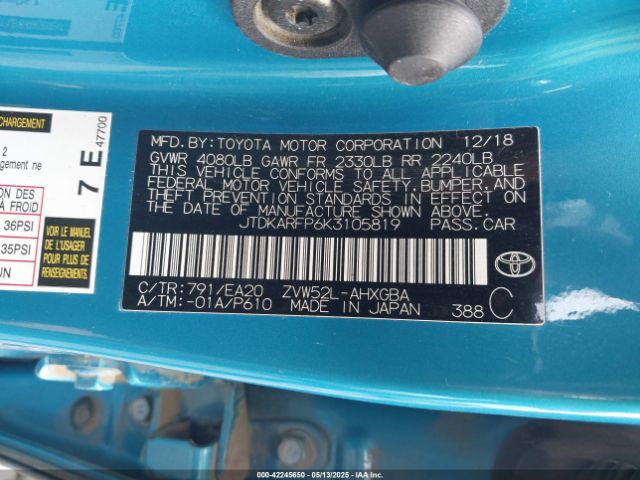 CHARGEMENT
2
gement ne
ION DES
À FROID
36PSI
35PSI
UN
VOIR LE
MANUEL
DE L'USAGER
POUR PLUS DE
RENSEIGNEMENTS
7 E
47700
MFD. BY: TOYOTA MOTOR CORPORATION 12/18
GVWR 4080LB GAWR FR 2330LB RR 2240LB
THIS VEHICLE CONFORMS TO ALL APPLICABLE
FEDERAL MOTOR VEHICLE SAFETY, BUMPER, AND
THEFT PREVENTION STANDARDS IN EFFECT ON
THE DATE OF MANUFACTURE SHOWN ABOVE.
JTDKARFP6K3105819 PASS. CAR
C/TR: 791/EA20 ZVW52L-AHXGBA
A/TM: -01A/P610 MADE IN JAPAN 388 C
TOYOTA
000-42245650 - 05/13/2025 - IAA Inc.